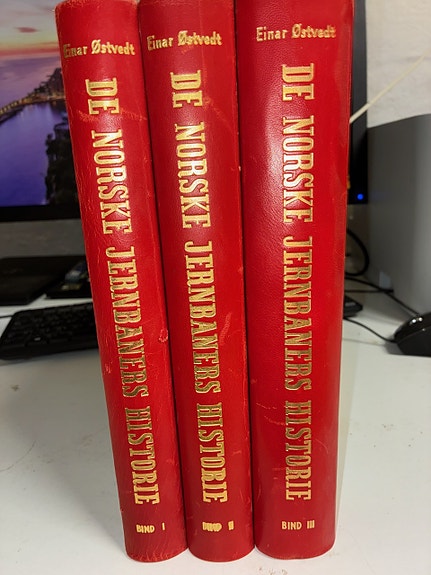 Einar Østvedt
DE NORSKE JERNBANERS HISTORIE
BIND I
Einar Østvedt
DE NORSKE JERNBANERS HISTORIE
BIND II
Einar Østvedt
DE NORSKE JERNBANERS HISTORIE
BIND III